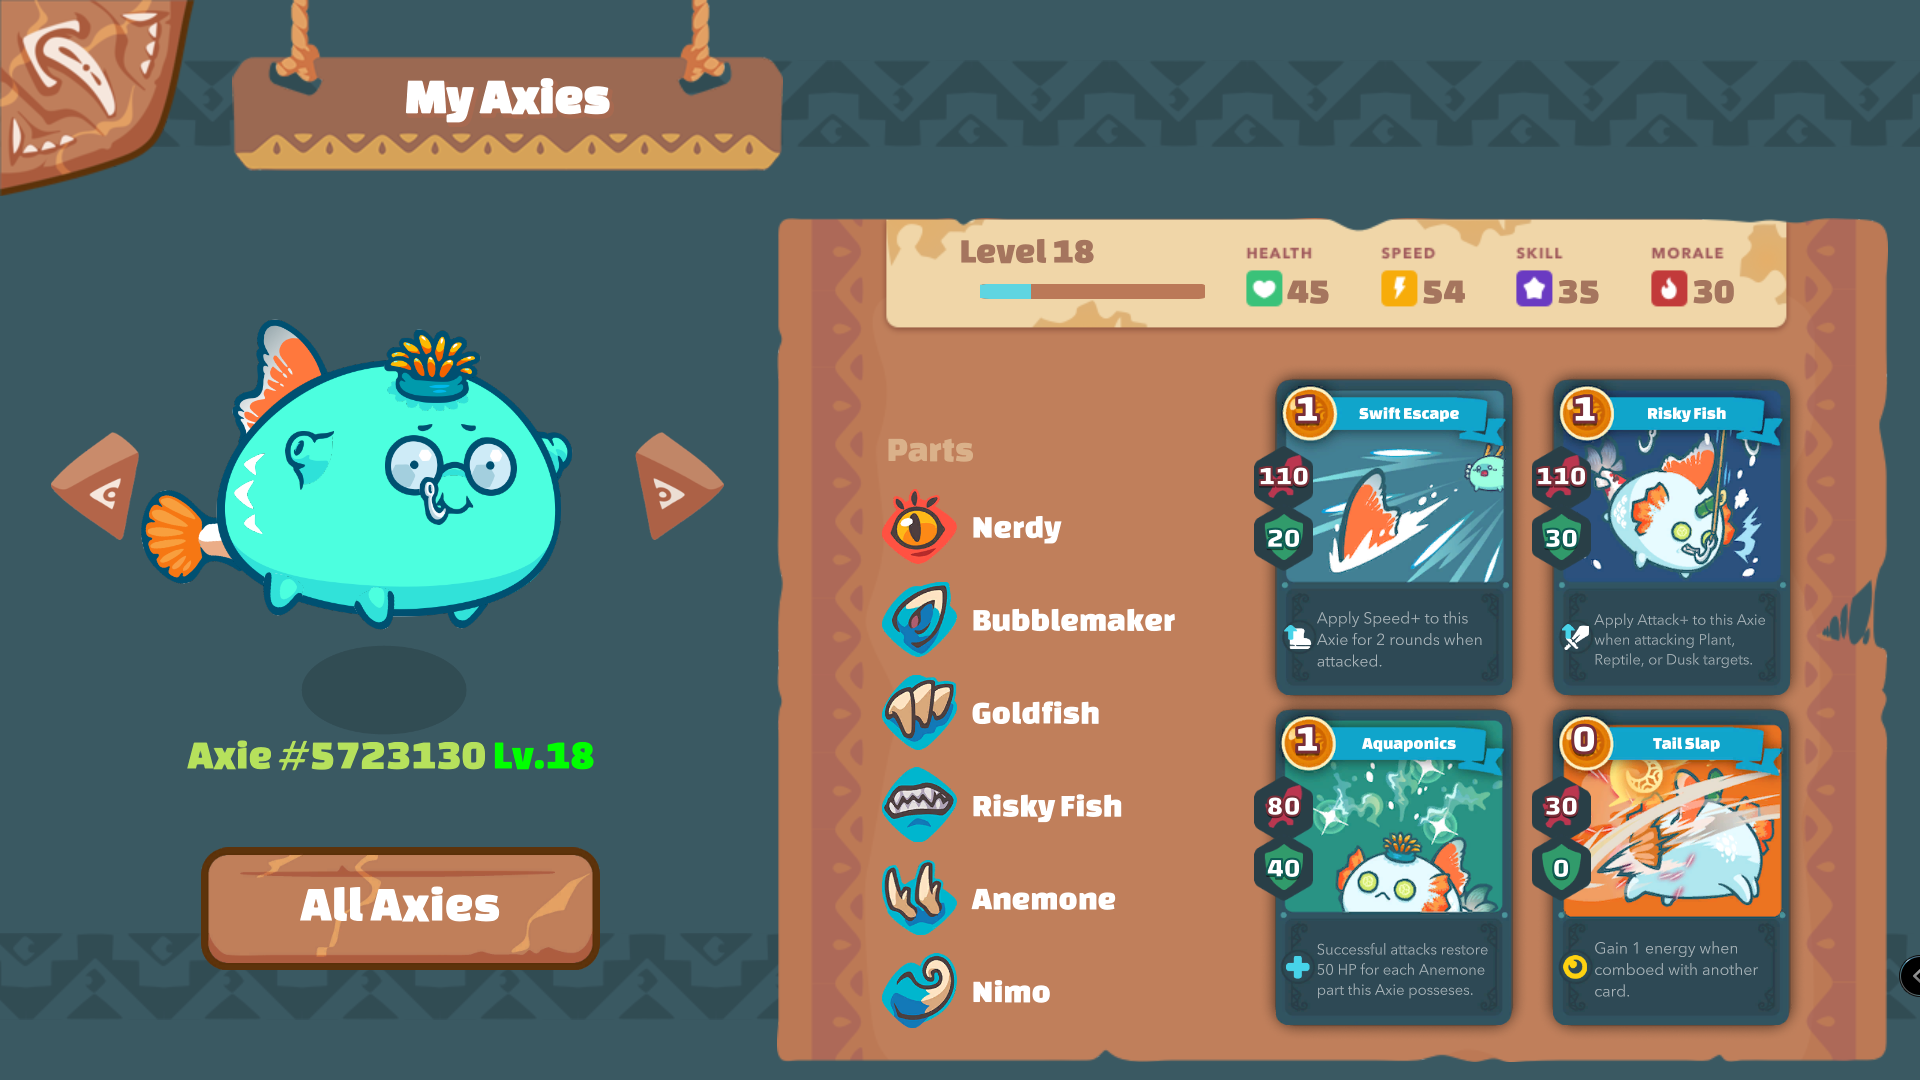 My Axies
Level 18
HEALTH
45
SPEED
54
SKILL
35
MORALE
30
Axie #5723130 Lv.18
All Axies
Parts
Nerdy
Bubblemaker
Goldfish
Risky Fish
Anemone
Nimo
1
Swift Escape
110
20
Apply Speed+ to this
Axie for 2 rounds when
attacked.
1
Risky Fish
110
30
Apply Attack+ to this Axie
when attacking Plant,
Reptile, or Dusk targets.
1
Aquaponics
80
40
Successful attacks restore
50 HP for each Anemone
part this Axie posseses.
0
Tail Slap
30
0
Gain 1 energy when
comboed with another
card.